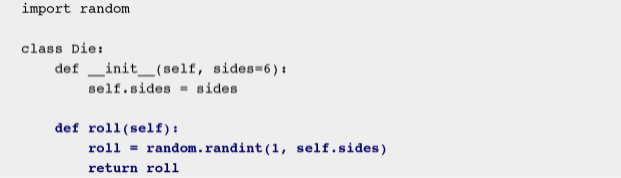 import random

class Die:
    def __init__(self, sides=6):
        self.sides = sides

    def roll(self):
        roll = random.randint(1, self.sides)
        return roll